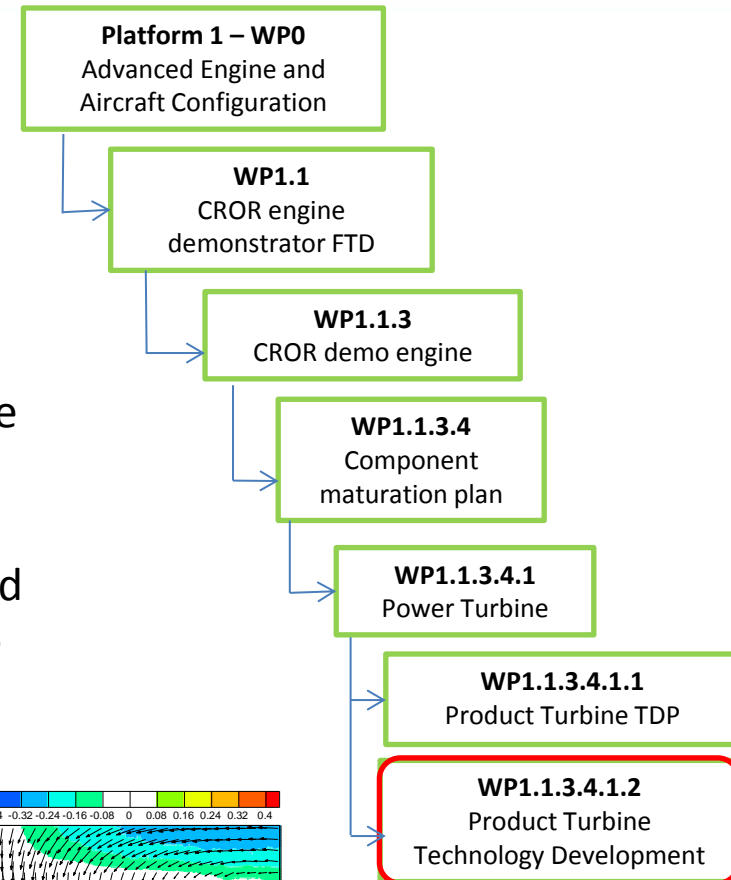 Platform 1 – WP0
Advanced Engine and
Aircraft Configuration
WP1.1
CROR engine
demonstrator FTD
WP1.1.3
CROR demo engine
WP1.1.3.4
Component
maturation plan
WP1.1.3.4.1
Power Turbine
WP1.1.3.4.1.1
Product Turbine TDP
WP1.1.3.4.1.2
Product Turbine
Technology Development
-0.32 -0.24 -0.16 -0.08 0 0.08 0.16 0.24 0.32 0.4